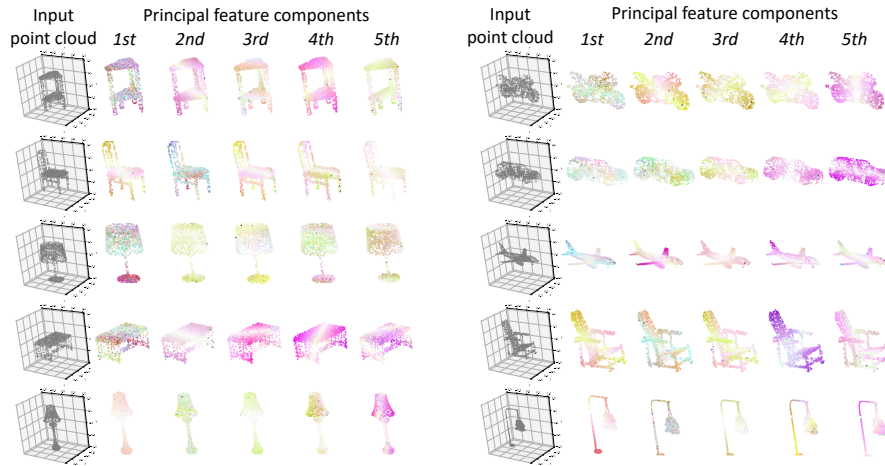 Input
point cloud
Principal feature components
1st 2nd 3rd 4th 5th
Input
point cloud
Principal feature components
1st 2nd 3rd 4th 5th